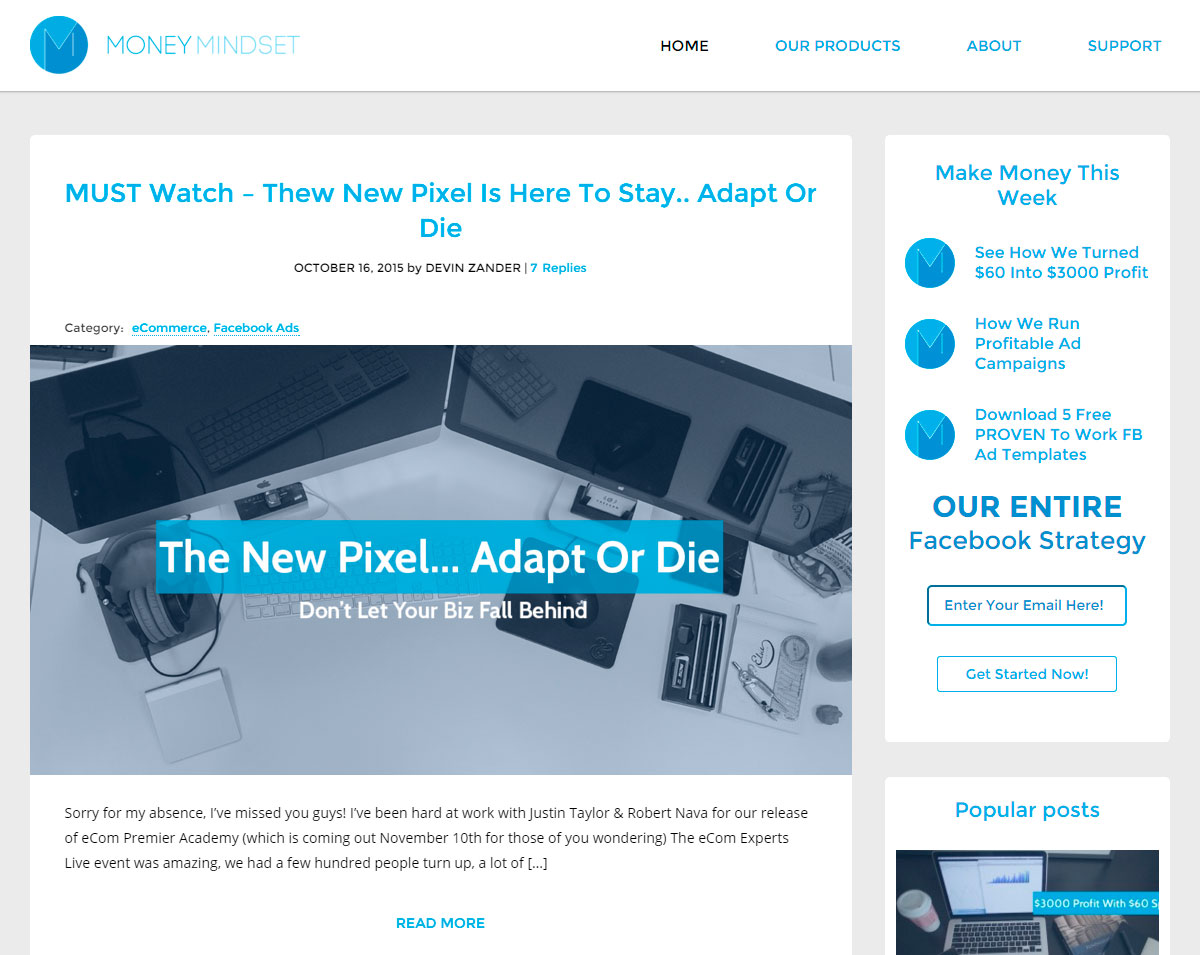 M MONEY MINDSET
HOME
OUR PRODUCTS
ABOUT
SUPPORT
MUST Watch – Thew New Pixel Is Here To Stay.. Adapt Or
Die
OCTOBER 16, 2015 by DEVIN ZANDER | 7 Replies
Category: eCommerce, Facebook Ads
The New Pixel... Adapt Or Die
Don't Let Your Biz Fall Behind
Sorry for my absence, I've missed you guys! I've been hard at work with Justin Taylor & Robert Nava for our release
of eCom Premier Academy (which is coming out November 10th for those of you wondering) The eCom Experts
Live event was amazing, we had a few hundred people turn up, a lot of [...]
READ MORE
Make Money This
Week
M
See How We Turned
$60 Into $3000 Profit
M
How We Run
Profitable Ad
Campaigns
M
Download 5 Free
PROVEN To Work FB
Ad Templates
OUR ENTIRE
Facebook Strategy
Enter Your Email Here!
Get Started Now!
Popular posts
$3000 Profit With $60 Sp